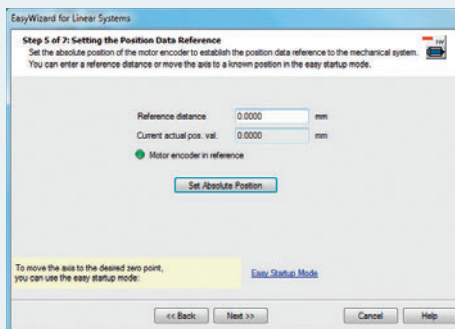 EasyWizard for Linear Systems
Step 5 of 7: Setting the Position Data Reference
Set the absolute position of the motor encoder to establish the position data reference to the mechanical system.
You can enter a reference distance or move the axis to a known position in the easy startup mode.
Reference distance 0.0000 mm
Current actual pos. val. 0.0000 mm
Motor encoder in reference
Set Absolute Position
To move the axis to the desired zero point,
you can use the easy startup mode:
Easy Startup Mode
<< Back Next >> Cancel Help